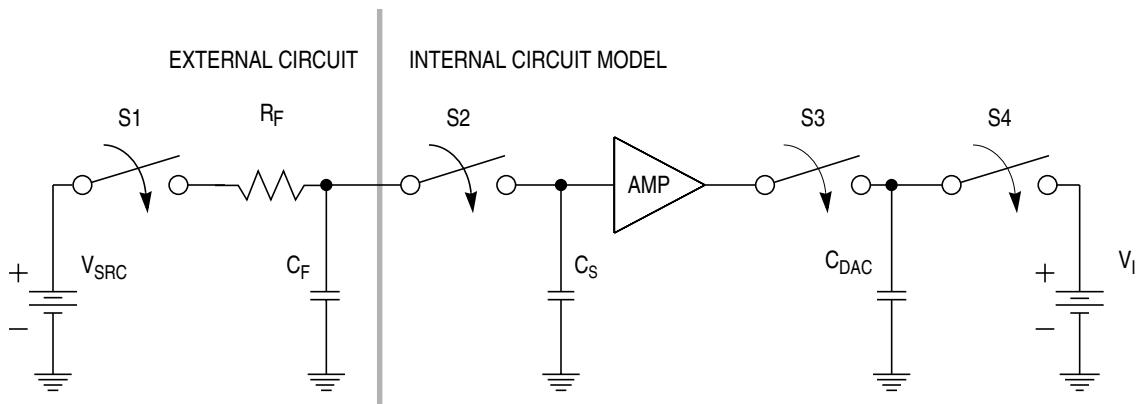 EXTERNAL CIRCUIT
INTERNAL CIRCUIT MODEL
S1
RF
S2
S3
S4
AMP
+
VSRC
CF
CS
CDAC
+
VI
−
−